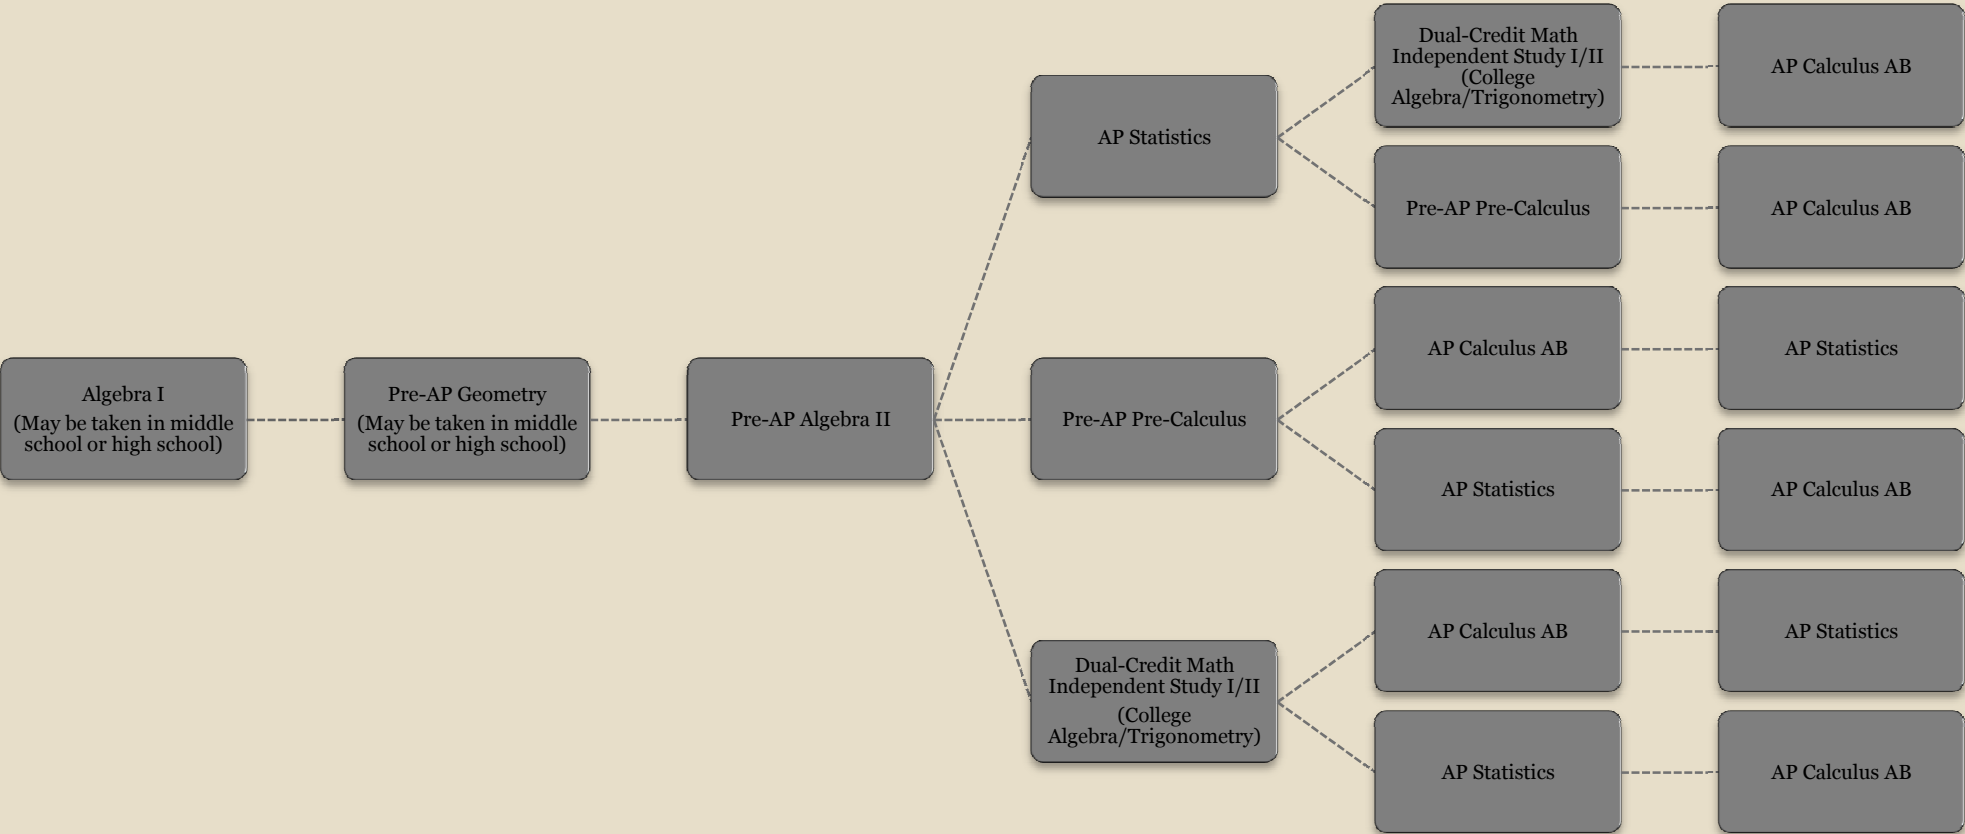 Algebra I
(May be taken in middle
school or high school)
Pre-AP Geometry
(May be taken in middle
school or high school)
Pre-AP Algebra II
AP Statistics
Dual-Credit Math
Independent Study I/II
(College
Algebra/Trigonometry)
AP Calculus AB
Pre-AP Pre-Calculus
AP Calculus AB
Pre-AP Pre-Calculus
AP Calculus AB
AP Statistics
AP Statistics
AP Calculus AB
Dual-Credit Math
Independent Study I/II
(College
Algebra/Trigonometry)
AP Calculus AB
AP Statistics
AP Statistics
AP Calculus AB